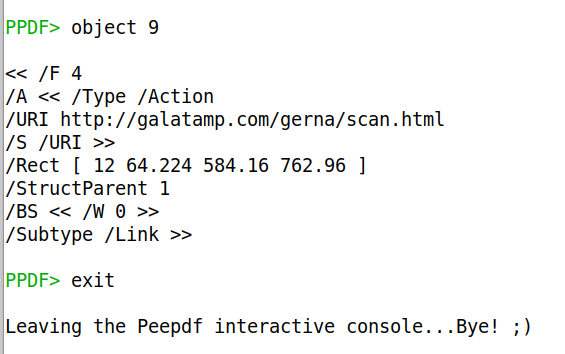 PPDF> object 9
<< /F 4
/A << /Type /Action
/URI http://galatamp.com/gerna/scan.html
/S /URI >>
/Rect [ 12 64.224 584.16 762.96 ]
/StructParent 1
/BS << /W 0 >>
/Subtype /Link >>
PPDF> exit
Leaving the Peepdf interactive console...Bye! ;)